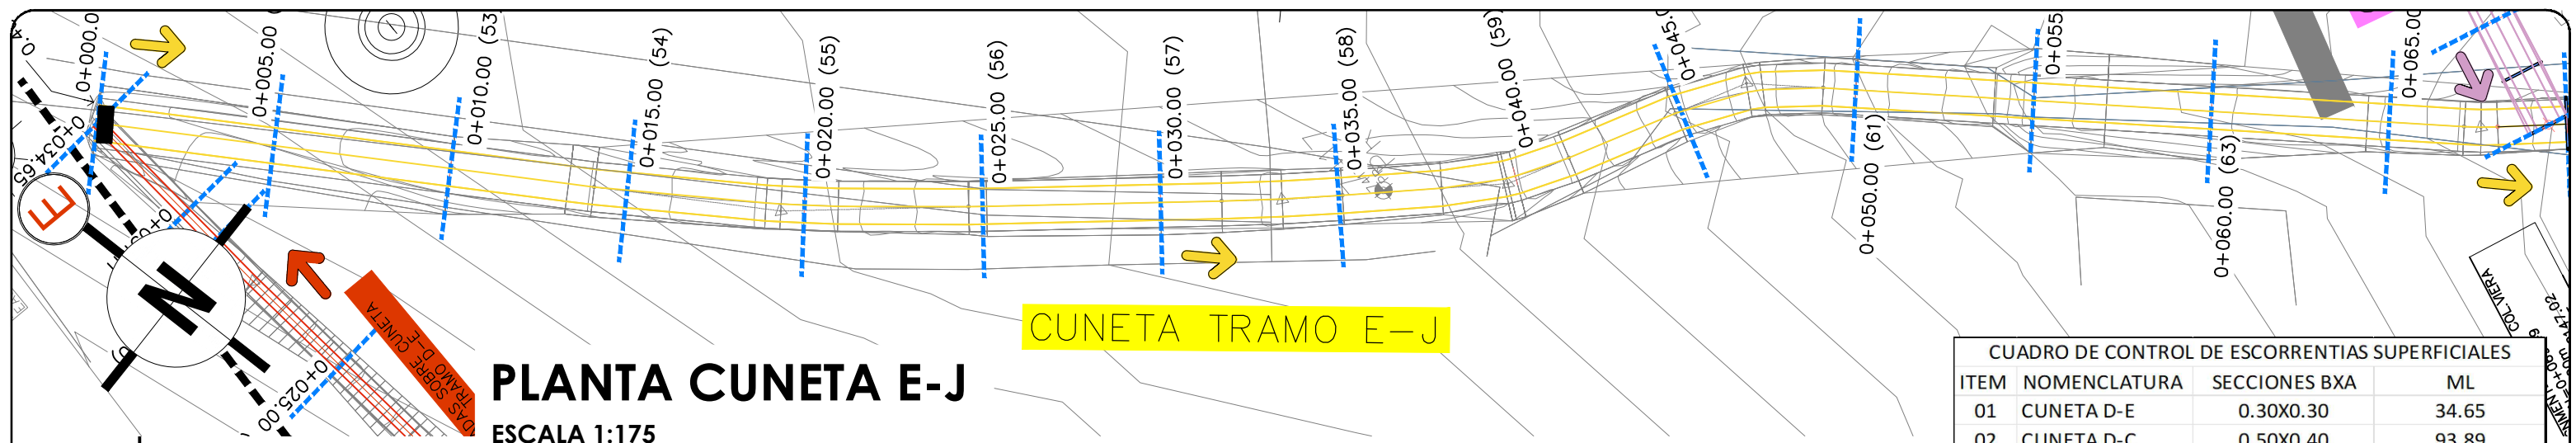 0+000.0
0+005.00
0+010.00 (53
0+015.00 (54)
0+020.00 (55)
0+025.00 (56)
0+030.00 (57)
0+035.00 (58)
0+040.00 (59)
0+045.0
0+050.00 (61)
0+055
0+060.00 (63)
0+065.00
0+034.65
E
N
0+025.00
SOBRE CUNETA
TRAMO D-E
CUNETA TRAMO E-J
PLANTA CUNETA E-J
ESCALA 1:175
COL. VIERA
CUADRO DE CONTROL DE ESCORRENTIAS SUPERFICIALES
ITEM NOMENCLATURA SECCIONES BXA ML
01 CUNETA D-E 0.30X0.30 34.65
02 CUNETA D-C 0.50X0.40 93.89